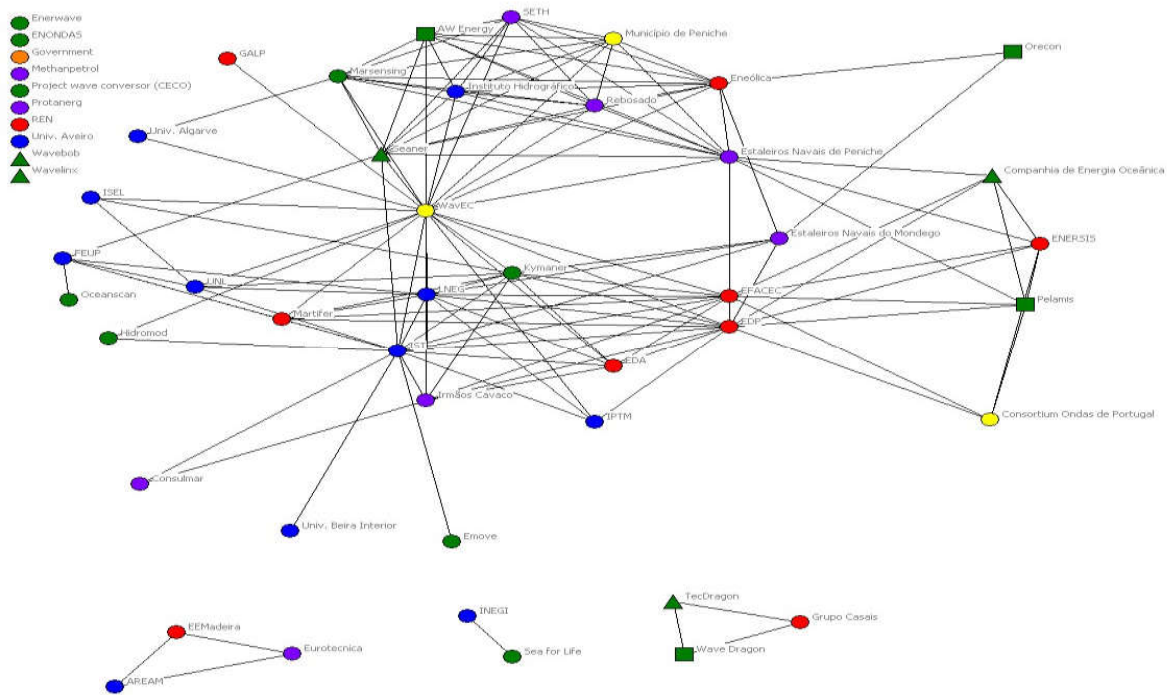 Enerwave
ENONDAS
Government
Methanpetrol
Project wave conversor (CECO)
Protanerg
REN
Univ. Aveiro
Wavebob
Wavelinx
SETH
AW Energy
Município de Peniche
Orecon
GALP
Marsensing
Eneólica
Instituto Hidrográfico
Rebosado
Univ. Algarve
Seaner
Estaleiros Navais de Peniche
Companhia de Energia Oceânica
ISEL
WavEC
Estaleiros Navais do Mondego
ENERSIS
FEUP
Kymaner
UNL
LNEG
EFACEC
Oceanscan
Pelamis
Martifer
EDP
Hidromod
IST
EDA
Irmãos Cavaco
IPTM
Consortium Ondas de Portugal
Consulmar
Univ. Beira Interior
Emove
TecDragon
INEGI
EEMadeira
Grupo Casais
Eurotecnica
Sea for Life
Wave Dragon
AREAM